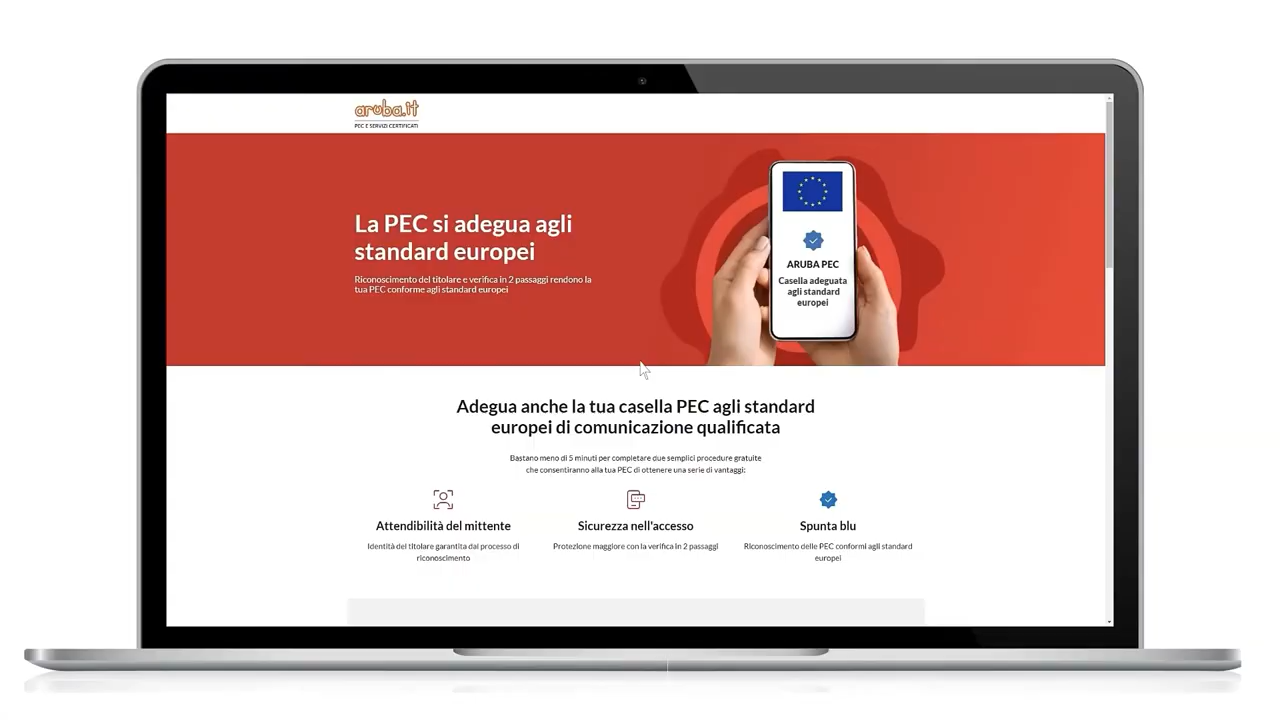 aruba.it
PEC E SERVIZI CERTIFICATI
La PEC si adegua agli
standard europei
Riconoscimento del titolare e verifica in 2 passaggi rendono la
tua PEC conforme agli standard europei
ARUBA PEC
Casella adeguata
agli standard
europei
Adegua anche la tua casella PEC agli standard
europei di comunicazione qualificata
Bastano meno di 5 minuti per completare due semplici procedure gratuite
che consentiranno alla tua PEC di ottenere una serie di vantaggi:
Attendibilità del mittente
Identità del titolare garantita dal processo di
riconoscimento
Sicurezza nell'accesso
Protezione maggiore con la verifica in 2 passaggi
Spunta blu
Riconoscimento delle PEC conformi agli standard
europei